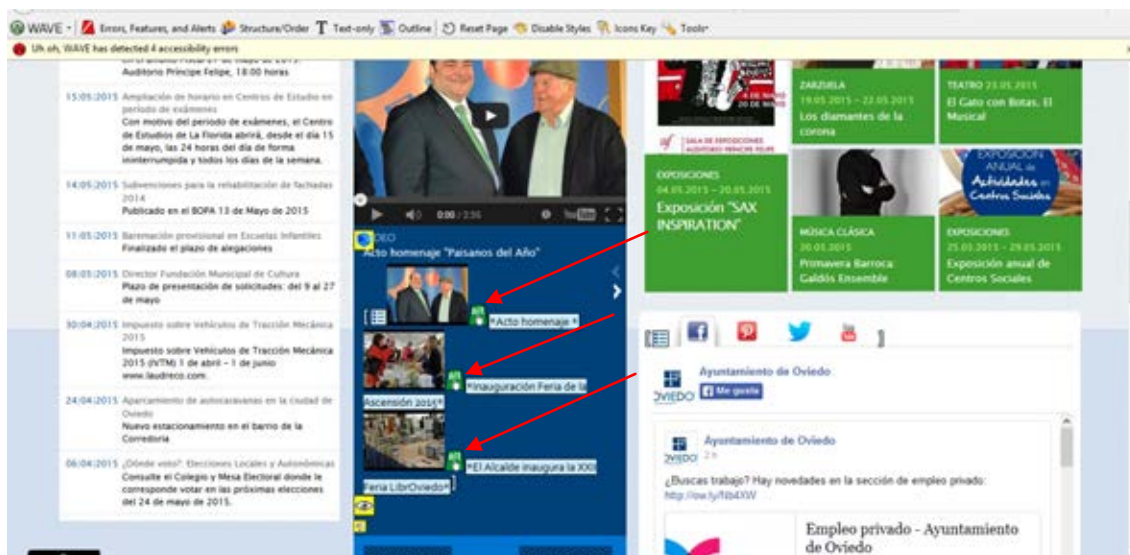 WAVE Errors, Features, and Alerts Structure/Order Text-only Outline Reset Page Disable Styles Icons Key Tools
Uh oh, WAVE has detected 4 accessibility errors
Auditorio Príncipe Felipe, 18:00 horas
15/05/2015 Ampliación de horario en Centros de Estudio en
periodo de exámenes
Con motivo del periodo de exámenes, el Centro
de Estudios de La Florida abrirá, desde el día 15
de mayo, las 24 horas del día de forma
ininterrumpida y todos los días de la semana.
14/05/2015 Subvenciones para la rehabilitación de fachadas
2014
Publicado en el BOPA 13 de Mayo de 2015
11/05/2015 Baremación provisional en Escuelas Infantiles
Finalizado el plazo de alegaciones
08/05/2015 Director Fundación Municipal de Cultura
Plazo de presentación de solicitudes: del 9 al 27
de mayo
30/04/2015 Impuesto sobre Vehículos de Tracción Mecánica
2015
Impuesto sobre Vehículos de Tracción Mecánica
2015 (IVTM) 1 de abril - 1 de junio
www.laudreco.com.
24/04/2015 Aparcamiento de autocaravanas en la ciudad de
Oviedo
Nuevo estacionamiento en el barrio de la
Corredoria
06/04/2015 ¿Dónde voto?: Elecciones Locales y Autonómicas
Consulte el Colegio y Mesa Electoral donde le
corresponde votar en las próximas elecciones
del 24 de mayo de 2015.
0:00 / 2:36 YouTube
Acto homenaje "Paisanos del Año"
*Acto homenaje *
*Inauguración Feria de la
Ascensión 2015*
*El Alcalde inaugura la XXII
Feria LibrOviedo*
20 DE MAYO
SALA DE EXPOSICIONES
AUDITORIO PRÍNCIPE FELIPE
EXPOSICIONES
04.05.2015 - 20.05.2015
Exposición "SAX
INSPIRATION"
ZARZUELA
19.05.2015 - 22.05.2015
Los diamantes de la
corona
TEATRO 23.05.2015
El Gato con Botas. El
Musical
MÚSICA CLÁSICA
20.05.2015
Primavera Barroca:
Galdós Ensemble
EXPOSICIÓN
ANUAL de
Actividades en
Centros Sociales
EXPOSICIONES
25.05.2015 - 29.05.2015
Exposición anual de
Centros Sociales
OVIEDO
Ayuntamiento de Oviedo
Me gusta
OVIEDO
Ayuntamiento de Oviedo
2 h
¿Buscas trabajo? Hay novedades en la sección de empleo privado:
http://ow.ly/Nb4XW
Empleo privado - Ayuntamiento
de Oviedo